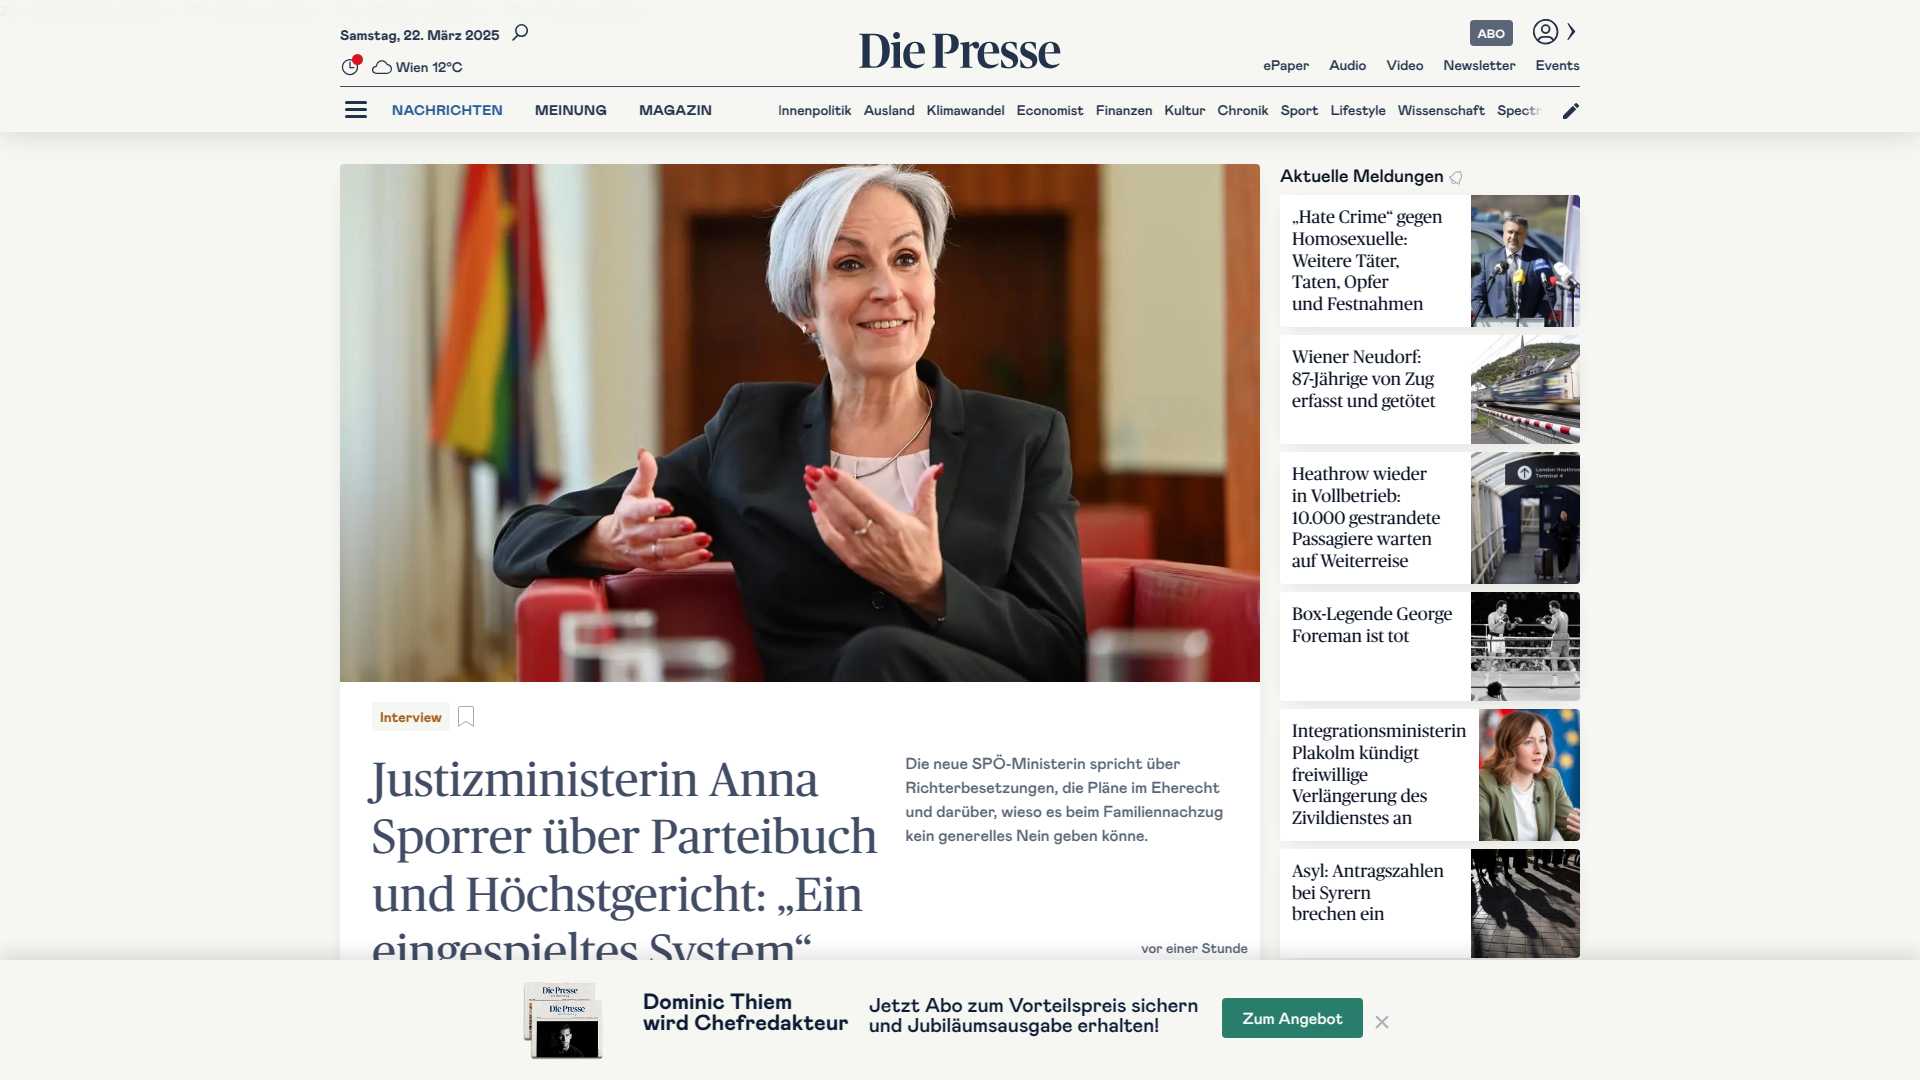 Samstag, 22. März 2025
Wien 12°C
Die Presse
ABO
ePaper Audio Video Newsletter Events
NACHRICHTEN MEINUNG MAGAZIN
Innenpolitik Ausland Klimawandel Economist Finanzen Kultur Chronik Sport Lifestyle Wissenschaft
Interview
Justizministerin Anna
Sporrer über Parteibuch
und Höchstgericht: „Ein
eingespieltes System“
Die neue SPÖ-Ministerin spricht über
Richterbesetzungen, die Pläne im Eherecht
und darüber, wieso es beim Familiennachzug
kein generelles Nein geben könne.
vor einer Stunde
Aktuelle Meldungen
„Hate Crime“ gegen
Homosexuelle:
Weitere Täter,
Taten, Opfer
und Festnahmen
Wiener Neudorf:
87-Jährige von Zug
erfasst und getötet
Heathrow wieder
in Vollbetrieb:
10.000 gestrandete
Passagiere warten
auf Weiterreise
London Heathrow
Terminal 4
Box-Legende George
Foreman ist tot
Integrationsministerin
Plakolm kündigt
freiwillige
Verlängerung des
Zivildienstes an
Asyl: Antragszahlen
bei Syrern
brechen ein
Die Presse
Die Presse
Dominic Thiem
wird Chefredakteur
Jetzt Abo zum Vorteilspreis sichern
und Jubiläumsausgabe erhalten!
Zum Angebot